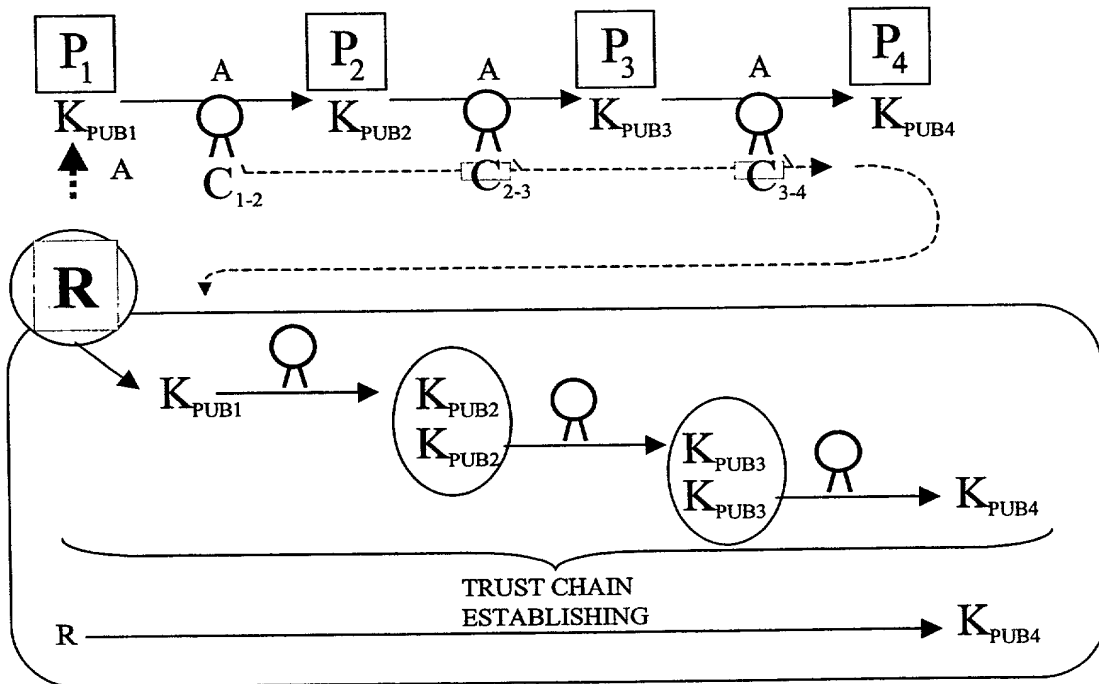 P1 P2 P3 P4
A A A
KPUB1 KPUB2 KPUB3 KPUB4
A
C1-2 C2-3 C3-4
R
KPUB1 KPUB2
KPUB2 KPUB3
KPUB3 KPUB4
TRUST CHAIN
ESTABLISHING
R KPUB4